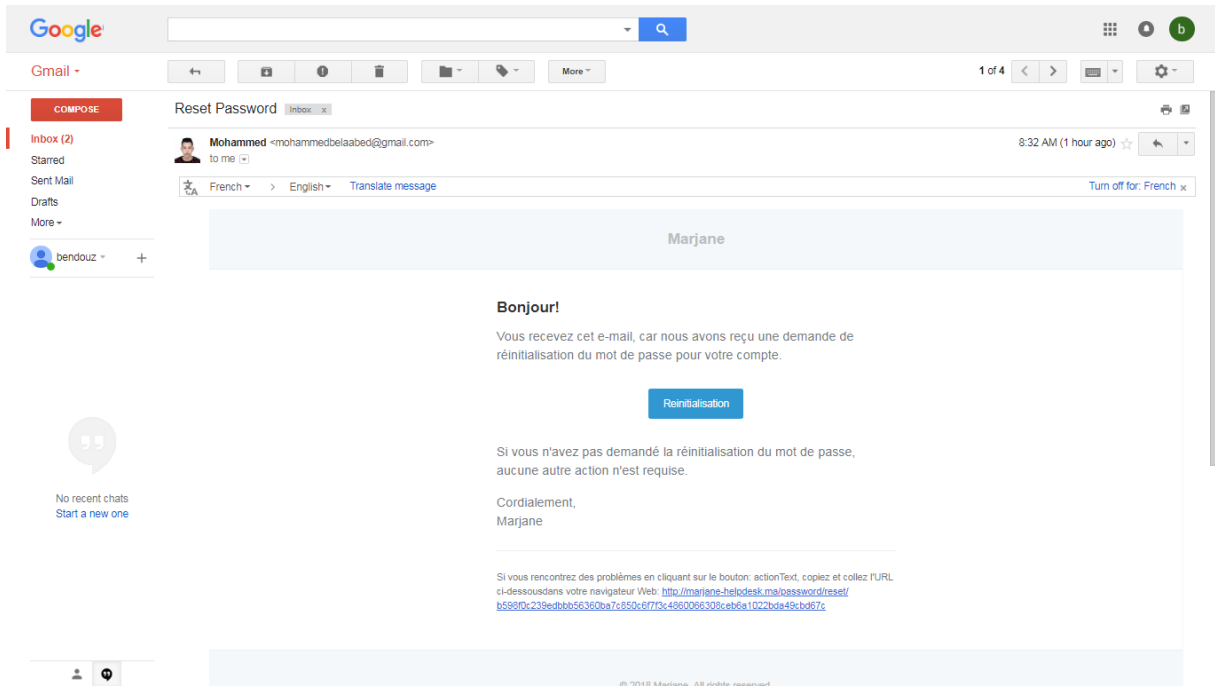 Google
b
Gmail
More
1 of 4
COMPOSE
Reset Password Inbox x
Inbox (2)
Starred
Sent Mail
Drafts
More
bendouz
Mohammed <mohammedbelaabed@gmail.com>
to me
8:32 AM (1 hour ago)
French > English Translate message
Turn off for: French x
Marjane
Bonjour!
Vous recevez cet e-mail, car nous avons reçu une demande de
réinitialisation du mot de passe pour votre compte.
Reinitialisation
Si vous n'avez pas demandé la réinitialisation du mot de passe,
aucune autre action n'est requise.
Cordialement,
Marjane
No recent chats
Start a new one
Si vous rencontrez des problèmes en cliquant sur le bouton: actionText, copiez et collez l'URL
ci-dessousdans votre navigateur Web: http://marjane-helpdesk.ma/password/reset/
b598f0c239edbbb56360ba7c850c6f7f3c4860066308ceb6a1022bda49cbd67c
© 2018 Marjane. All rights reserved.